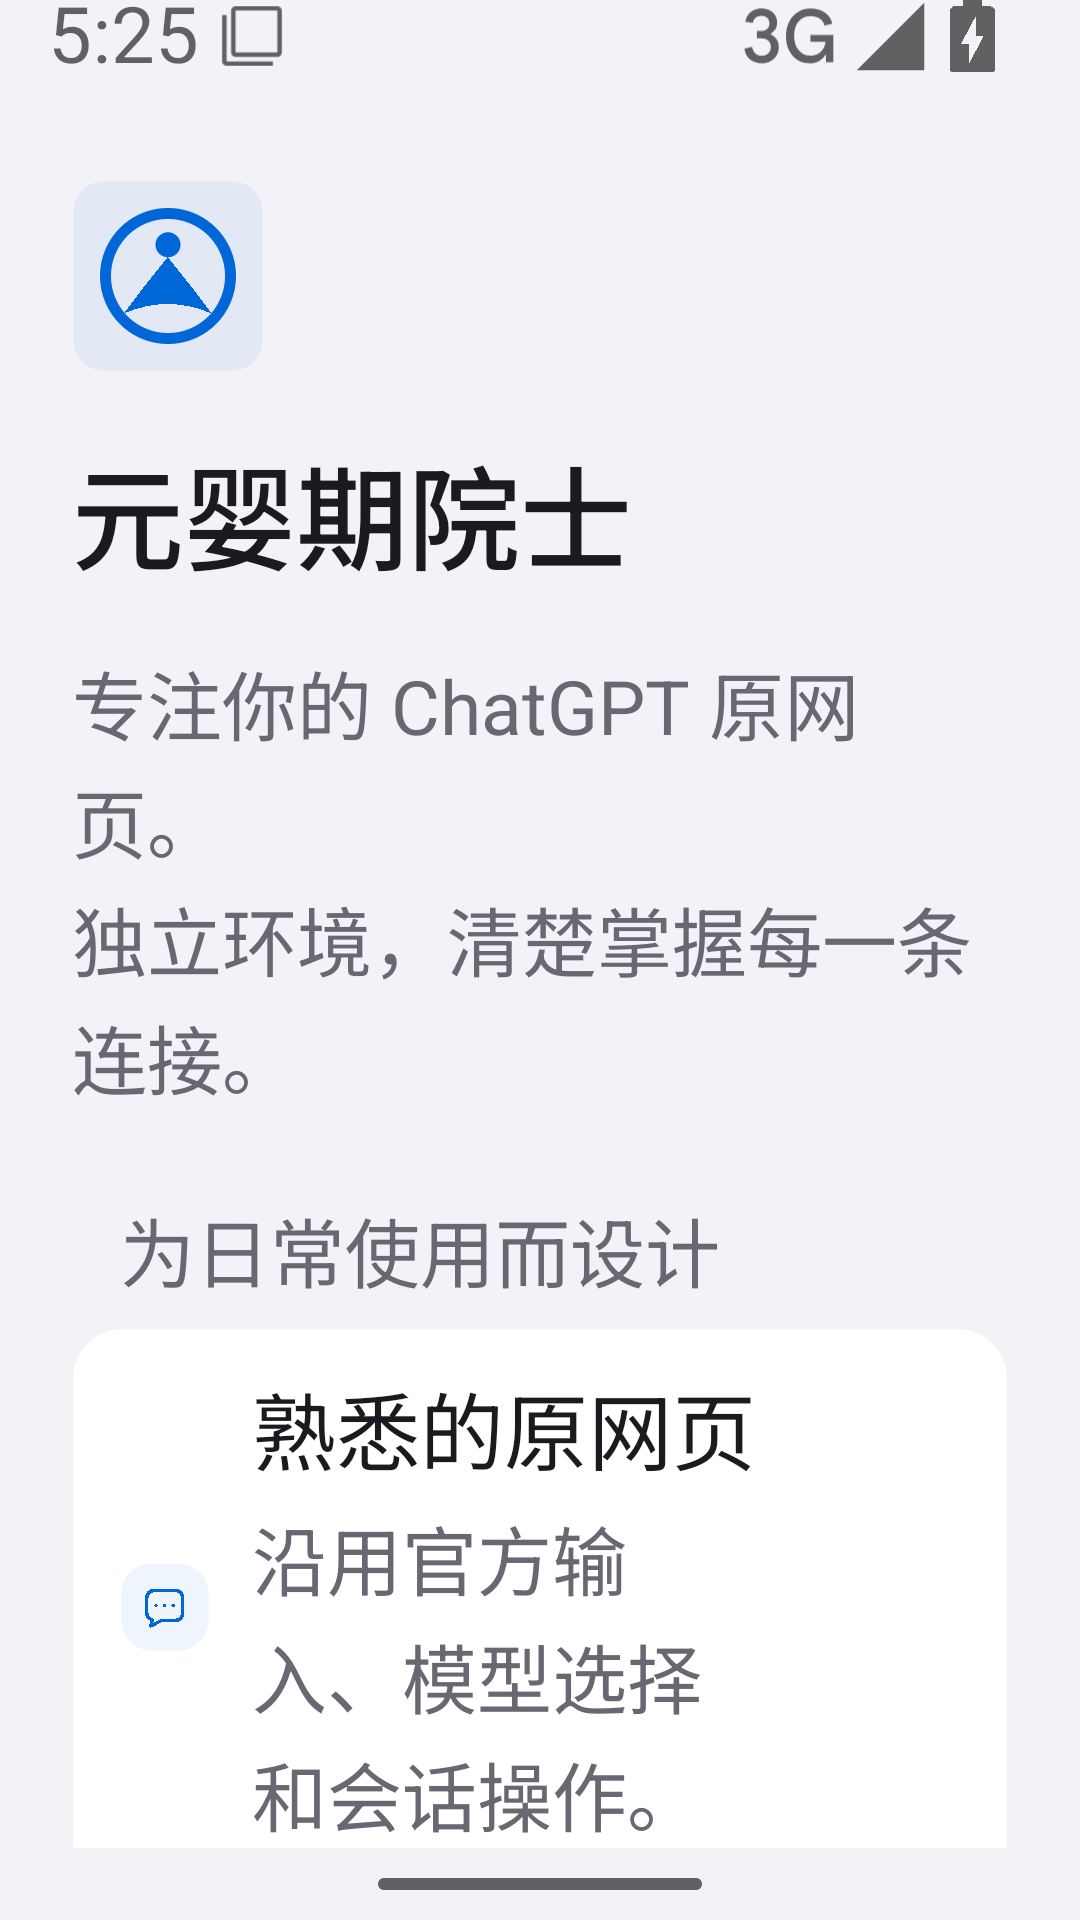 5:25
3G
元婴期院士
专注你的 ChatGPT 原网
页。
独立环境，清楚掌握每一条
连接。
为日常使用而设计
熟悉的原网页
沿用官方输
入、模型选择
和会话操作。